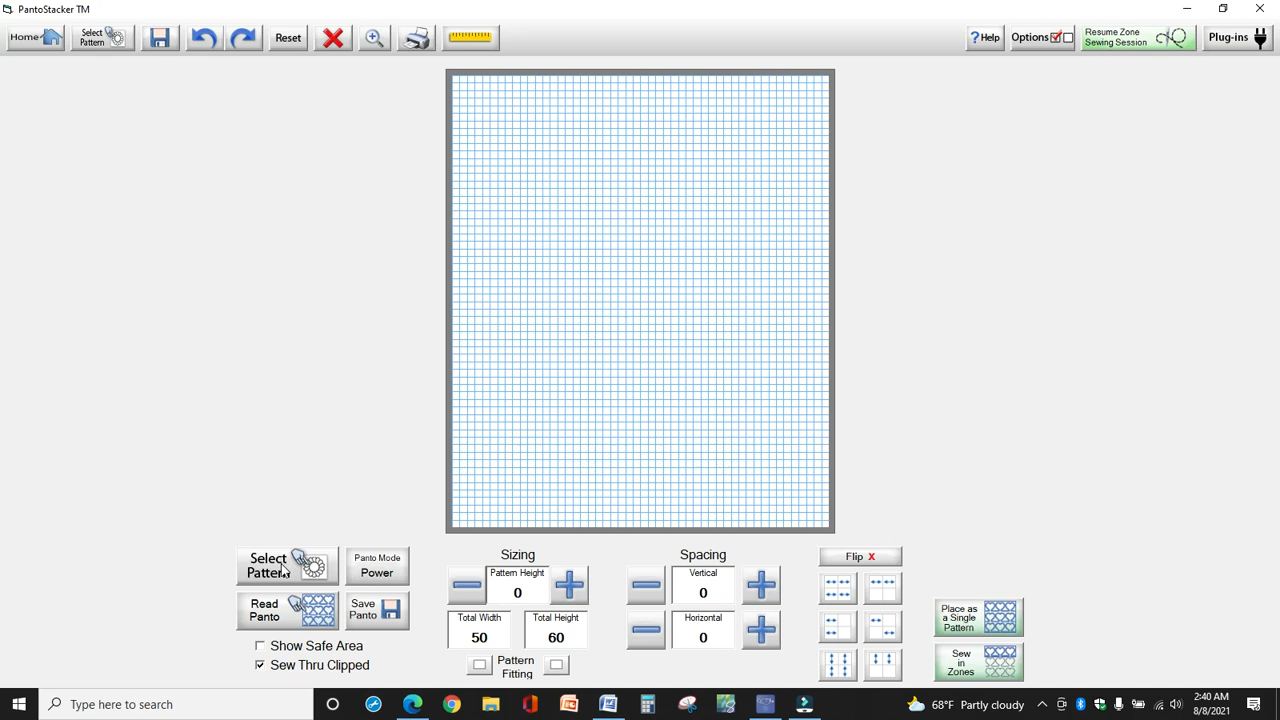 PantoStacker TM
Home
Select
Pattern
Reset
?Help
Options
Resume Zone
Sewing Session
Plug-ins
Select
Pattern
Panto Mode
Power
Read
Panto
Save
Panto
Show Safe Area
Sew Thru Clipped
Sizing
Pattern Height
0
Total Width
50
Total Height
60
Pattern
Fitting
Spacing
Vertical
0
Horizontal
0
Flip X
Place as
a Single
Pattern
Sew
in
Zones
Type here to search
68°F Partly cloudy
2:40 AM
8/8/2021